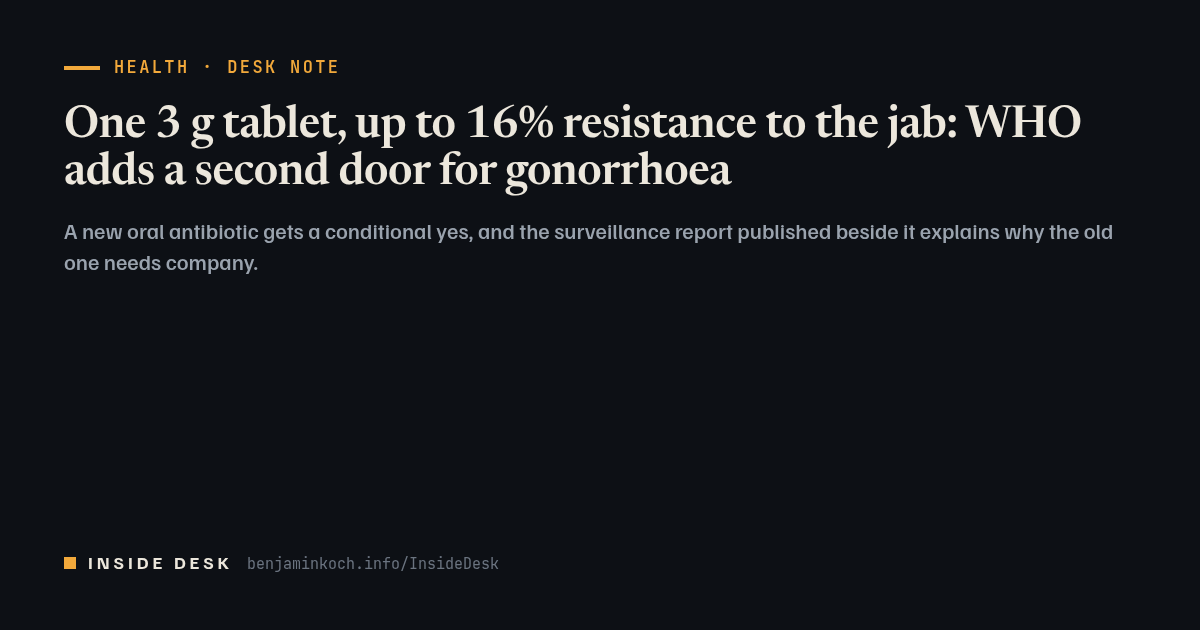 HEALTH · DESK NOTE
One 3 g tablet, up to 16% resistance to the jab: WHO
adds a second door for gonorrhoea
A new oral antibiotic gets a conditional yes, and the surveillance report published beside it explains why the old
one needs company.
INSIDE DESK benjaminkoch.info/InsideDesk